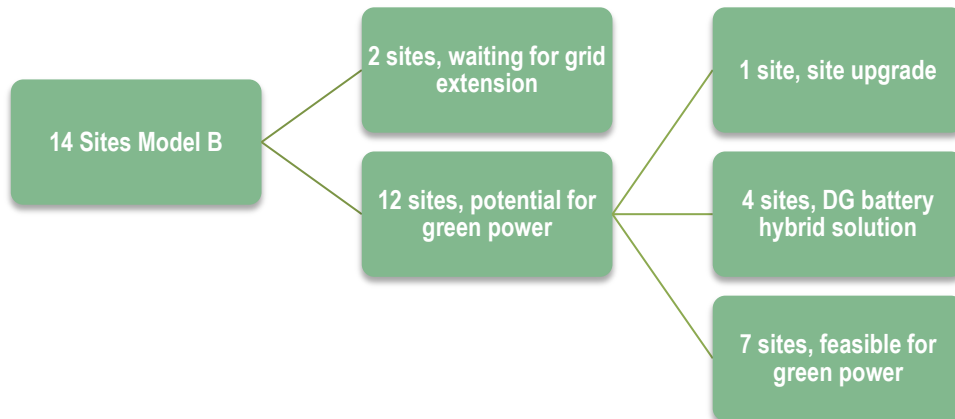 14 Sites Model B
2 sites, waiting for grid
extension
12 sites, potential for
green power
1 site, site upgrade
4 sites, DG battery
hybrid solution
7 sites, feasible for
green power